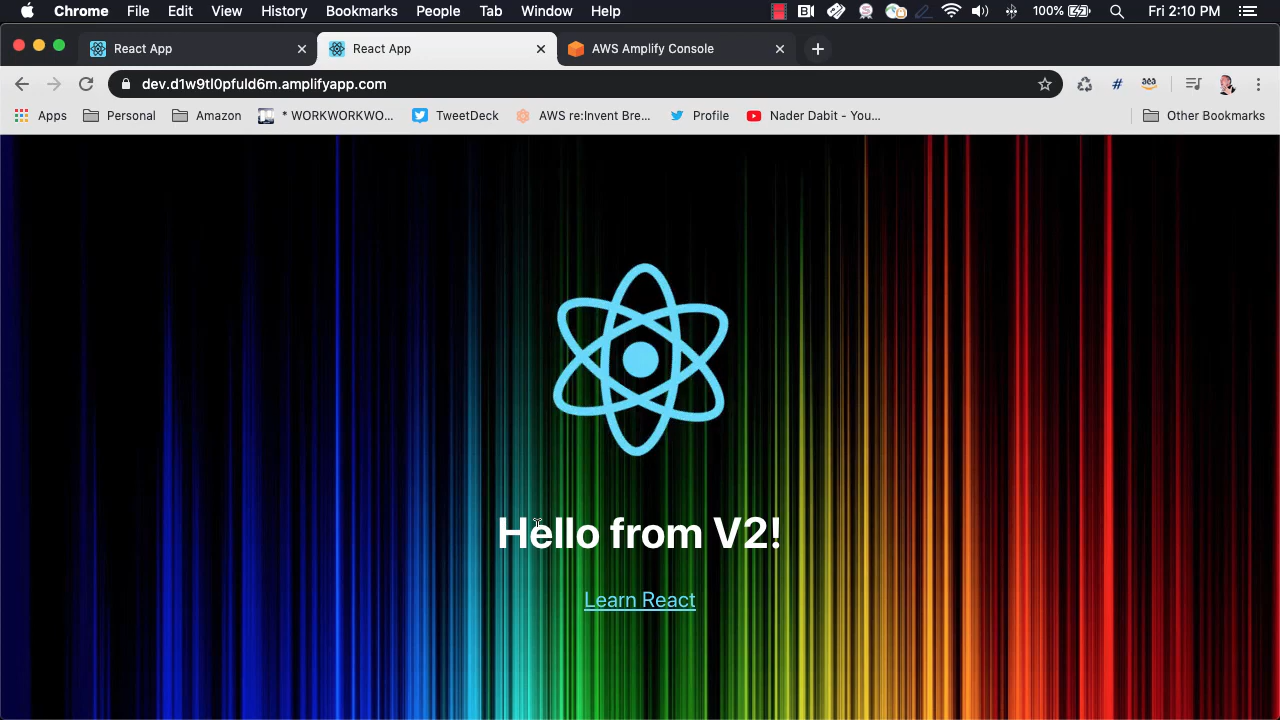 Chrome File Edit View History Bookmarks People Tab Window Help 100% Fri 2:10 PM
React App React App AWS Amplify Console
dev.d1w9tl0pfuld6m.amplifyapp.com
Apps Personal Amazon * WORKWORKWO... TweetDeck AWS re:Invent Bre... Profile Nader Dabit - You... Other Bookmarks
Hello from V2!
Learn React